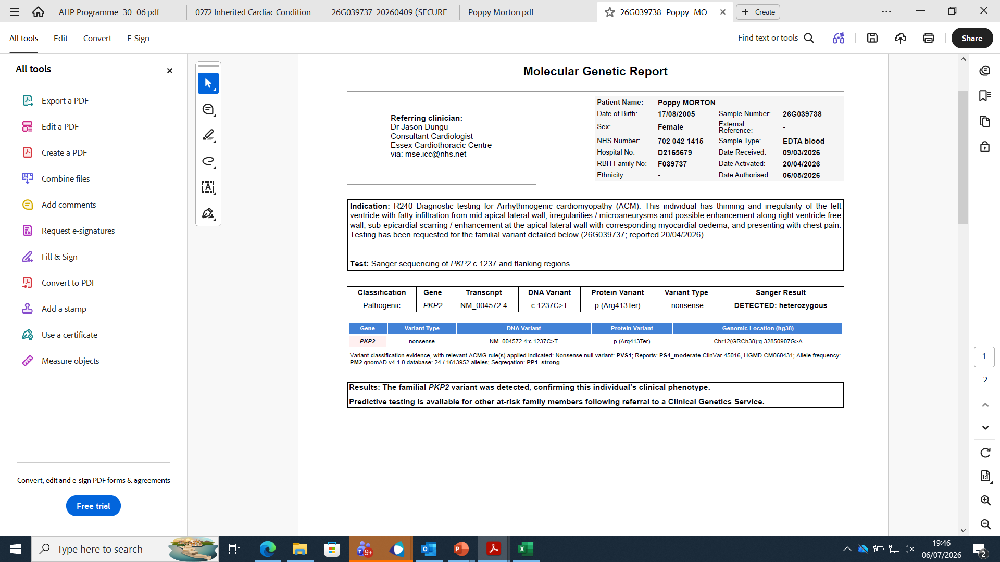 AHP Programme_30_06.pdf
0272 Inherited Cardiac Condition...
26G039737_20260409 (SECURE...
Poppy Morton.pdf
26G039738_Poppy_MO...
Create
All tools
Edit
Convert
E-Sign
Find text or tools
Share
All tools
Export a PDF
Edit a PDF
Create a PDF
Combine files
Add comments
Request e-signatures
Fill & Sign
Convert to PDF
Add a stamp
Use a certificate
Measure objects
Convert, edit and e-sign PDF forms & agreements
Free trial
Molecular Genetic Report
Referring clinician:
Dr Jason Dungu
Consultant Cardiologist
Essex Cardiothoracic Centre
via: mse.icc@nhs.net
Patient Name: Poppy MORTON
Date of Birth: 17/08/2005 Sample Number: 26G039738
Sex: Female External Reference: -
NHS Number: 702 042 1415 Sample Type: EDTA blood
Hospital No: D2165679 Date Received: 09/03/2026
RBH Family No: F039737 Date Activated: 20/04/2026
Ethnicity: - Date Authorised: 06/05/2026
Indication: R240 Diagnostic testing for Arrhythmogenic cardiomyopathy (ACM). This individual has thinning and irregularity of the left
ventricle with fatty infiltration from mid-apical lateral wall, irregularities / microaneurysms and possible enhancement along right ventricle free
wall, sub-epicardial scarring / enhancement at the apical lateral wall with corresponding myocardial oedema, and presenting with chest pain.
Testing has been requested for the familial variant detailed below (26G039737; reported 20/04/2026).
Test: Sanger sequencing of PKP2 c.1237 and flanking regions.
Classification Gene Transcript DNA Variant Protein Variant Variant Type Sanger Result
Pathogenic PKP2 NM_004572.4 c.1237C>T p.(Arg413Ter) nonsense DETECTED: heterozygous
Gene Variant Type DNA Variant Protein Variant Genomic Location (hg38)
PKP2 nonsense NM_004572.4:c.1237C>T p.(Arg413Ter) Chr12(GRCh38):g.32850907G>A
Variant classification evidence, with relevant ACMG rule(s) applied indicated: Nonsense null variant: PVS1; Reports: PS4_moderate ClinVar 45016, HGMD CM060431; Allele frequency:
PM2 gnomAD v4.1.0 database: 24 / 1613952 alleles; Segregation: PP1_strong
Results: The familial PKP2 variant was detected, confirming this individual's clinical phenotype.
Predictive testing is available for other at-risk family members following referral to a Clinical Genetics Service.
1
2
1:1
Type here to search
9+
19:46
06/07/2026
2